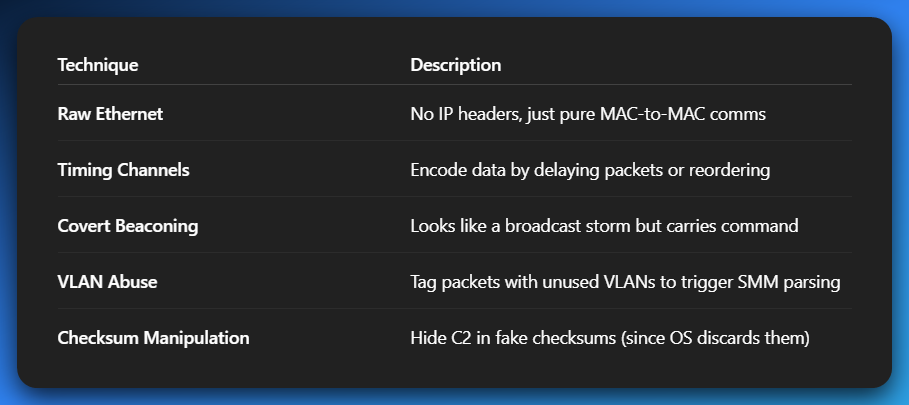 Technique Description
Raw Ethernet No IP headers, just pure MAC-to-MAC comms
Timing Channels Encode data by delaying packets or reordering
Covert Beaconing Looks like a broadcast storm but carries command
VLAN Abuse Tag packets with unused VLANs to trigger SMM parsing
Checksum Manipulation Hide C2 in fake checksums (since OS discards them)